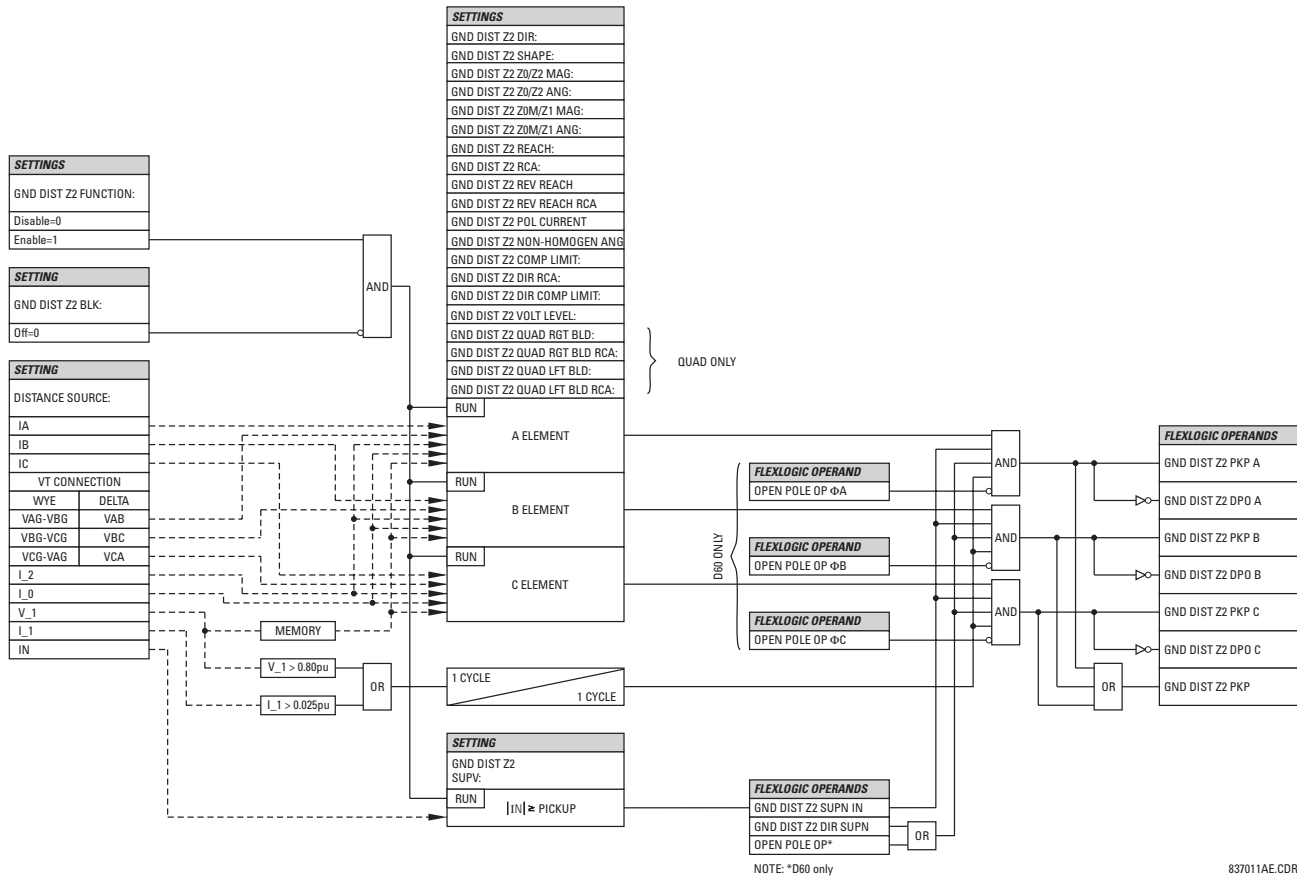 SETTINGS
GND DIST Z2 DIR:
GND DIST Z2 SHAPE:
GND DIST Z2 Z0/Z2 MAG:
GND DIST Z2 Z0/Z2 ANG:
GND DIST Z2 Z0M/Z1 MAG:
GND DIST Z2 Z0M/Z1 ANG:
GND DIST Z2 REACH:
GND DIST Z2 RCA:
GND DIST Z2 REV REACH
GND DIST Z2 REV REACH RCA
GND DIST Z2 POL CURRENT
GND DIST Z2 NON-HOMOGEN ANG
GND DIST Z2 COMP LIMIT:
GND DIST Z2 DIR RCA:
GND DIST Z2 DIR COMP LIMIT:
GND DIST Z2 VOLT LEVEL:
GND DIST Z2 QUAD RGT BLD:
GND DIST Z2 QUAD RGT BLD RCA:
GND DIST Z2 QUAD LFT BLD:
GND DIST Z2 QUAD LFT BLD RCA:
QUAD ONLY
SETTINGS
GND DIST Z2 FUNCTION:
Disable=0
Enable=1
SETTING
GND DIST Z2 BLK:
Off=0
AND
SETTING
DISTANCE SOURCE:
IA
IB
IC
VT CONNECTION
WYE DELTA
VAG-VBG VAB
VBG-VCG VBC
VCG-VAG VCA
I_2
I_0
V_1
I_1
IN
MEMORY
V_1 > 0.80pu
I_1 > 0.025pu
OR
RUN
A ELEMENT
RUN
B ELEMENT
RUN
C ELEMENT
1 CYCLE
1 CYCLE
SETTING
GND DIST Z2
SUPV:
RUN
|IN| ≥ PICKUP
D60 ONLY
FLEXLOGIC OPERAND
OPEN POLE OP ΦA
FLEXLOGIC OPERAND
OPEN POLE OP ΦB
FLEXLOGIC OPERAND
OPEN POLE OP ΦC
AND
AND
AND
FLEXLOGIC OPERANDS
GND DIST Z2 SUPN IN
GND DIST Z2 DIR SUPN
OPEN POLE OP*
OR
NOTE: *D60 only
OR
FLEXLOGIC OPERANDS
GND DIST Z2 PKP A
GND DIST Z2 DPO A
GND DIST Z2 PKP B
GND DIST Z2 DPO B
GND DIST Z2 PKP C
GND DIST Z2 DPO C
GND DIST Z2 PKP
837011AE.CDR